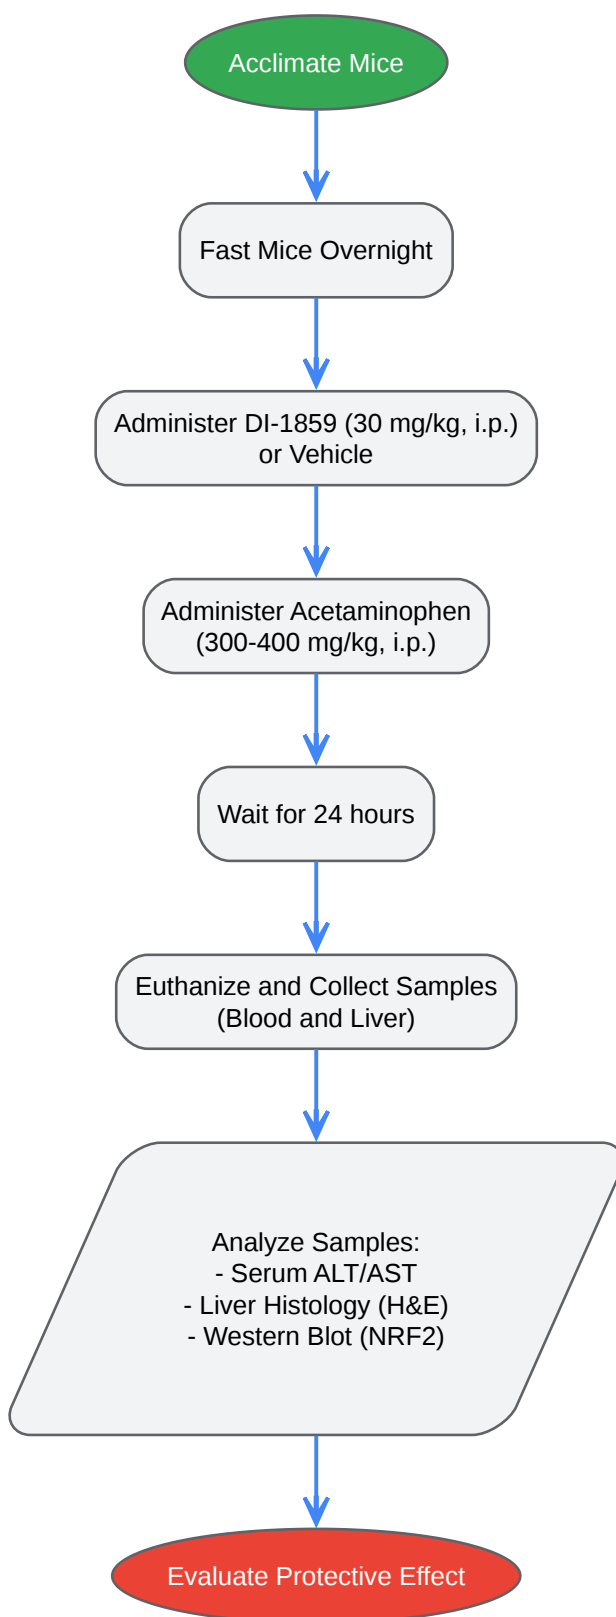 Acclimate Mice
Fast Mice Overnight
Administer DI-1859 (30 mg/kg, i.p.)
or Vehicle
Administer Acetaminophen
(300-400 mg/kg, i.p.)
Wait for 24 hours
Euthanize and Collect Samples
(Blood and Liver)
Analyze Samples:
- Serum ALT/AST
- Liver Histology (H&E)
- Western Blot (NRF2)
Evaluate Protective Effect